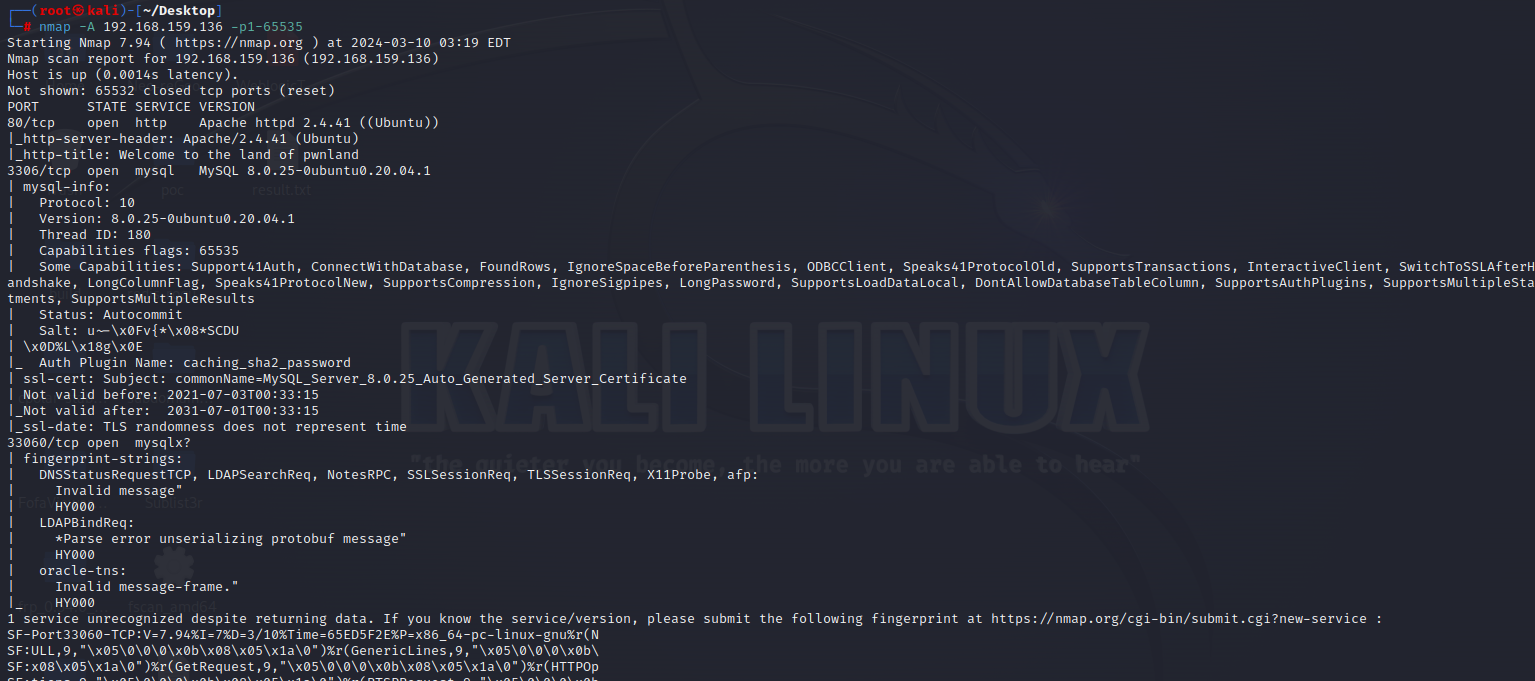 ┌──(root㉿kali)-[~/Desktop]
└─# nmap -A 192.168.159.136 -p1-65535
Starting Nmap 7.94 ( https://nmap.org ) at 2024-03-10 03:19 EDT
Nmap scan report for 192.168.159.136 (192.168.159.136)
Host is up (0.0014s latency).
Not shown: 65532 closed tcp ports (reset)
PORT      STATE SERVICE VERSION
80/tcp    open  http    Apache httpd 2.4.41 ((Ubuntu))
|_http-server-header: Apache/2.4.41 (Ubuntu)
|_http-title: Welcome to the land of pwnland
3306/tcp  open  mysql   MySQL 8.0.25-0ubuntu0.20.04.1
| mysql-info:
|   Protocol: 10
|   Version: 8.0.25-0ubuntu0.20.04.1
|   Thread ID: 180
|   Capabilities flags: 65535
|   Some Capabilities: Support41Auth, ConnectWithDatabase, FoundRows, IgnoreSpaceBeforeParenthesis, ODBCClient, Speaks41ProtocolOld, SupportsTransactions, InteractiveClient, SwitchToSSLAfterH
andshake, LongColumnFlag, Speaks41ProtocolNew, SupportsCompression, IgnoreSigpipes, LongPassword, SupportsLoadDataLocal, DontAllowDatabaseTableColumn, SupportsAuthPlugins, SupportsMultipleSta
tments, SupportsMultipleResults
|   Status: Autocommit
|   Salt: u~-\x0Fv{*\x08*SCDU
| \x0D%L\x18g\x0E
|_  Auth Plugin Name: caching_sha2_password
| ssl-cert: Subject: commonName=MySQL_Server_8.0.25_Auto_Generated_Server_Certificate
| Not valid before: 2021-07-03T00:33:15
|_Not valid after:  2031-07-01T00:33:15
|_ssl-date: TLS randomness does not represent time
33060/tcp open  mysqlx?
| fingerprint-strings:
|   DNSStatusRequestTCP, LDAPSearchReq, NotesRPC, SSLSessionReq, TLSSessionReq, X11Probe, afp:
|     Invalid message"
|     HY000
|   LDAPBindReq:
|     *Parse error unserializing protobuf message"
|     HY000
|   oracle-tns:
|     Invalid message-frame."
|_    HY000
1 service unrecognized despite returning data. If you know the service/version, please submit the following fingerprint at https://nmap.org/cgi-bin/submit.cgi?new-service :
SF-Port33060-TCP:V=7.94%I=7%D=3/10%Time=65ED5F2E%P=x86_64-pc-linux-gnu%r(N
SF:ULL,9,"\x05\0\0\0\x0b\x08\x05\x1a\0")%r(GenericLines,9,"\x05\0\0\0\x0b\
SF:x08\x05\x1a\0")%r(GetRequest,9,"\x05\0\0\0\x0b\x08\x05\x1a\0")%r(HTTPOp
poc
result.txt
KALI LINUX
"the quieter you become, the more you are able to hear"
Sublist3r
fscan_amd64